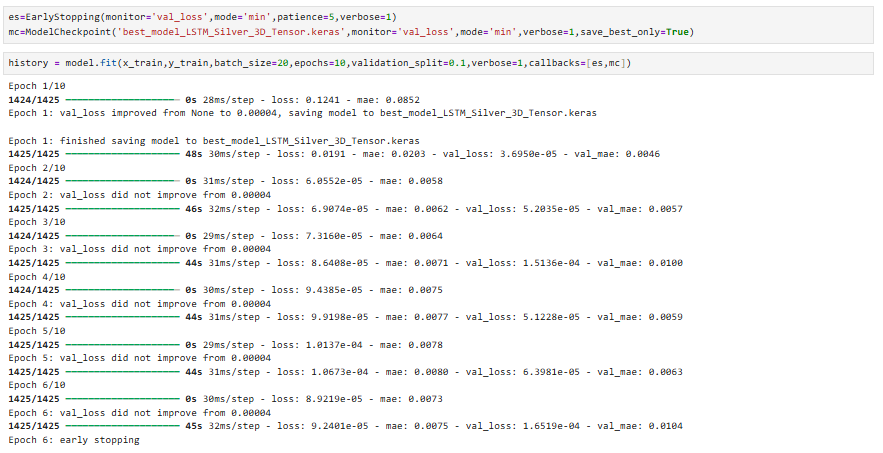 es=EarlyStopping(monitor='val_loss',mode='min',patience=5,verbose=1)
mc=ModelCheckpoint('best_model_LSTM_Silver_3D_Tensor.keras',monitor='val_loss',mode='min',verbose=1,save_best_only=True)
history = model.fit(x_train,y_train,batch_size=20,epochs=10,validation_split=0.1,verbose=1,callbacks=[es,mc])
Epoch 1/10
1424/1425 0s 28ms/step - loss: 0.1241 - mae: 0.0852
Epoch 1: val_loss improved from None to 0.00004, saving model to best_model_LSTM_Silver_3D_Tensor.keras
Epoch 1: finished saving model to best_model_LSTM_Silver_3D_Tensor.keras
1425/1425 48s 30ms/step - loss: 0.0191 - mae: 0.0203 - val_loss: 3.6950e-05 - val_mae: 0.0046
Epoch 2/10
1424/1425 0s 31ms/step - loss: 6.0552e-05 - mae: 0.0058
Epoch 2: val_loss did not improve from 0.00004
1425/1425 46s 32ms/step - loss: 6.9074e-05 - mae: 0.0062 - val_loss: 5.2035e-05 - val_mae: 0.0057
Epoch 3/10
1424/1425 0s 29ms/step - loss: 7.3160e-05 - mae: 0.0064
Epoch 3: val_loss did not improve from 0.00004
1425/1425 44s 31ms/step - loss: 8.6408e-05 - mae: 0.0071 - val_loss: 1.5136e-04 - val_mae: 0.0100
Epoch 4/10
1424/1425 0s 30ms/step - loss: 9.4385e-05 - mae: 0.0075
Epoch 4: val_loss did not improve from 0.00004
1425/1425 44s 31ms/step - loss: 9.9198e-05 - mae: 0.0077 - val_loss: 5.1228e-05 - val_mae: 0.0059
Epoch 5/10
1425/1425 0s 29ms/step - loss: 1.0137e-04 - mae: 0.0078
Epoch 5: val_loss did not improve from 0.00004
1425/1425 44s 31ms/step - loss: 1.0673e-04 - mae: 0.0080 - val_loss: 6.3981e-05 - val_mae: 0.0063
Epoch 6/10
1425/1425 0s 30ms/step - loss: 8.9219e-05 - mae: 0.0073
Epoch 6: val_loss did not improve from 0.00004
1425/1425 45s 32ms/step - loss: 9.2401e-05 - mae: 0.0075 - val_loss: 1.6519e-04 - val_mae: 0.0104
Epoch 6: early stopping